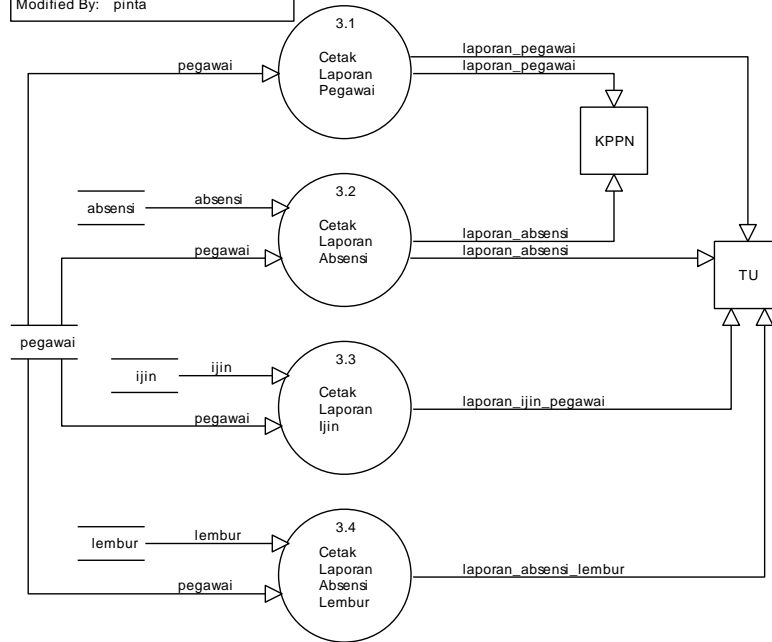 Modified By: pinta
3.1
Cetak
Laporan
Pegawai
pegawai
laporan_pegawai
laporan_pegawai
KPPN
3.2
Cetak
Laporan
Absensi
absensi
absensi
pegawai
laporan_absensi
laporan_absensi
TU
pegawai
3.3
Cetak
Laporan
Ijin
ijin
ijin
pegawai
laporan_ijin_pegawai
3.4
Cetak
Laporan
Absensi
Lembur
lembur
lembur
pegawai
laporan_absensi_lembur